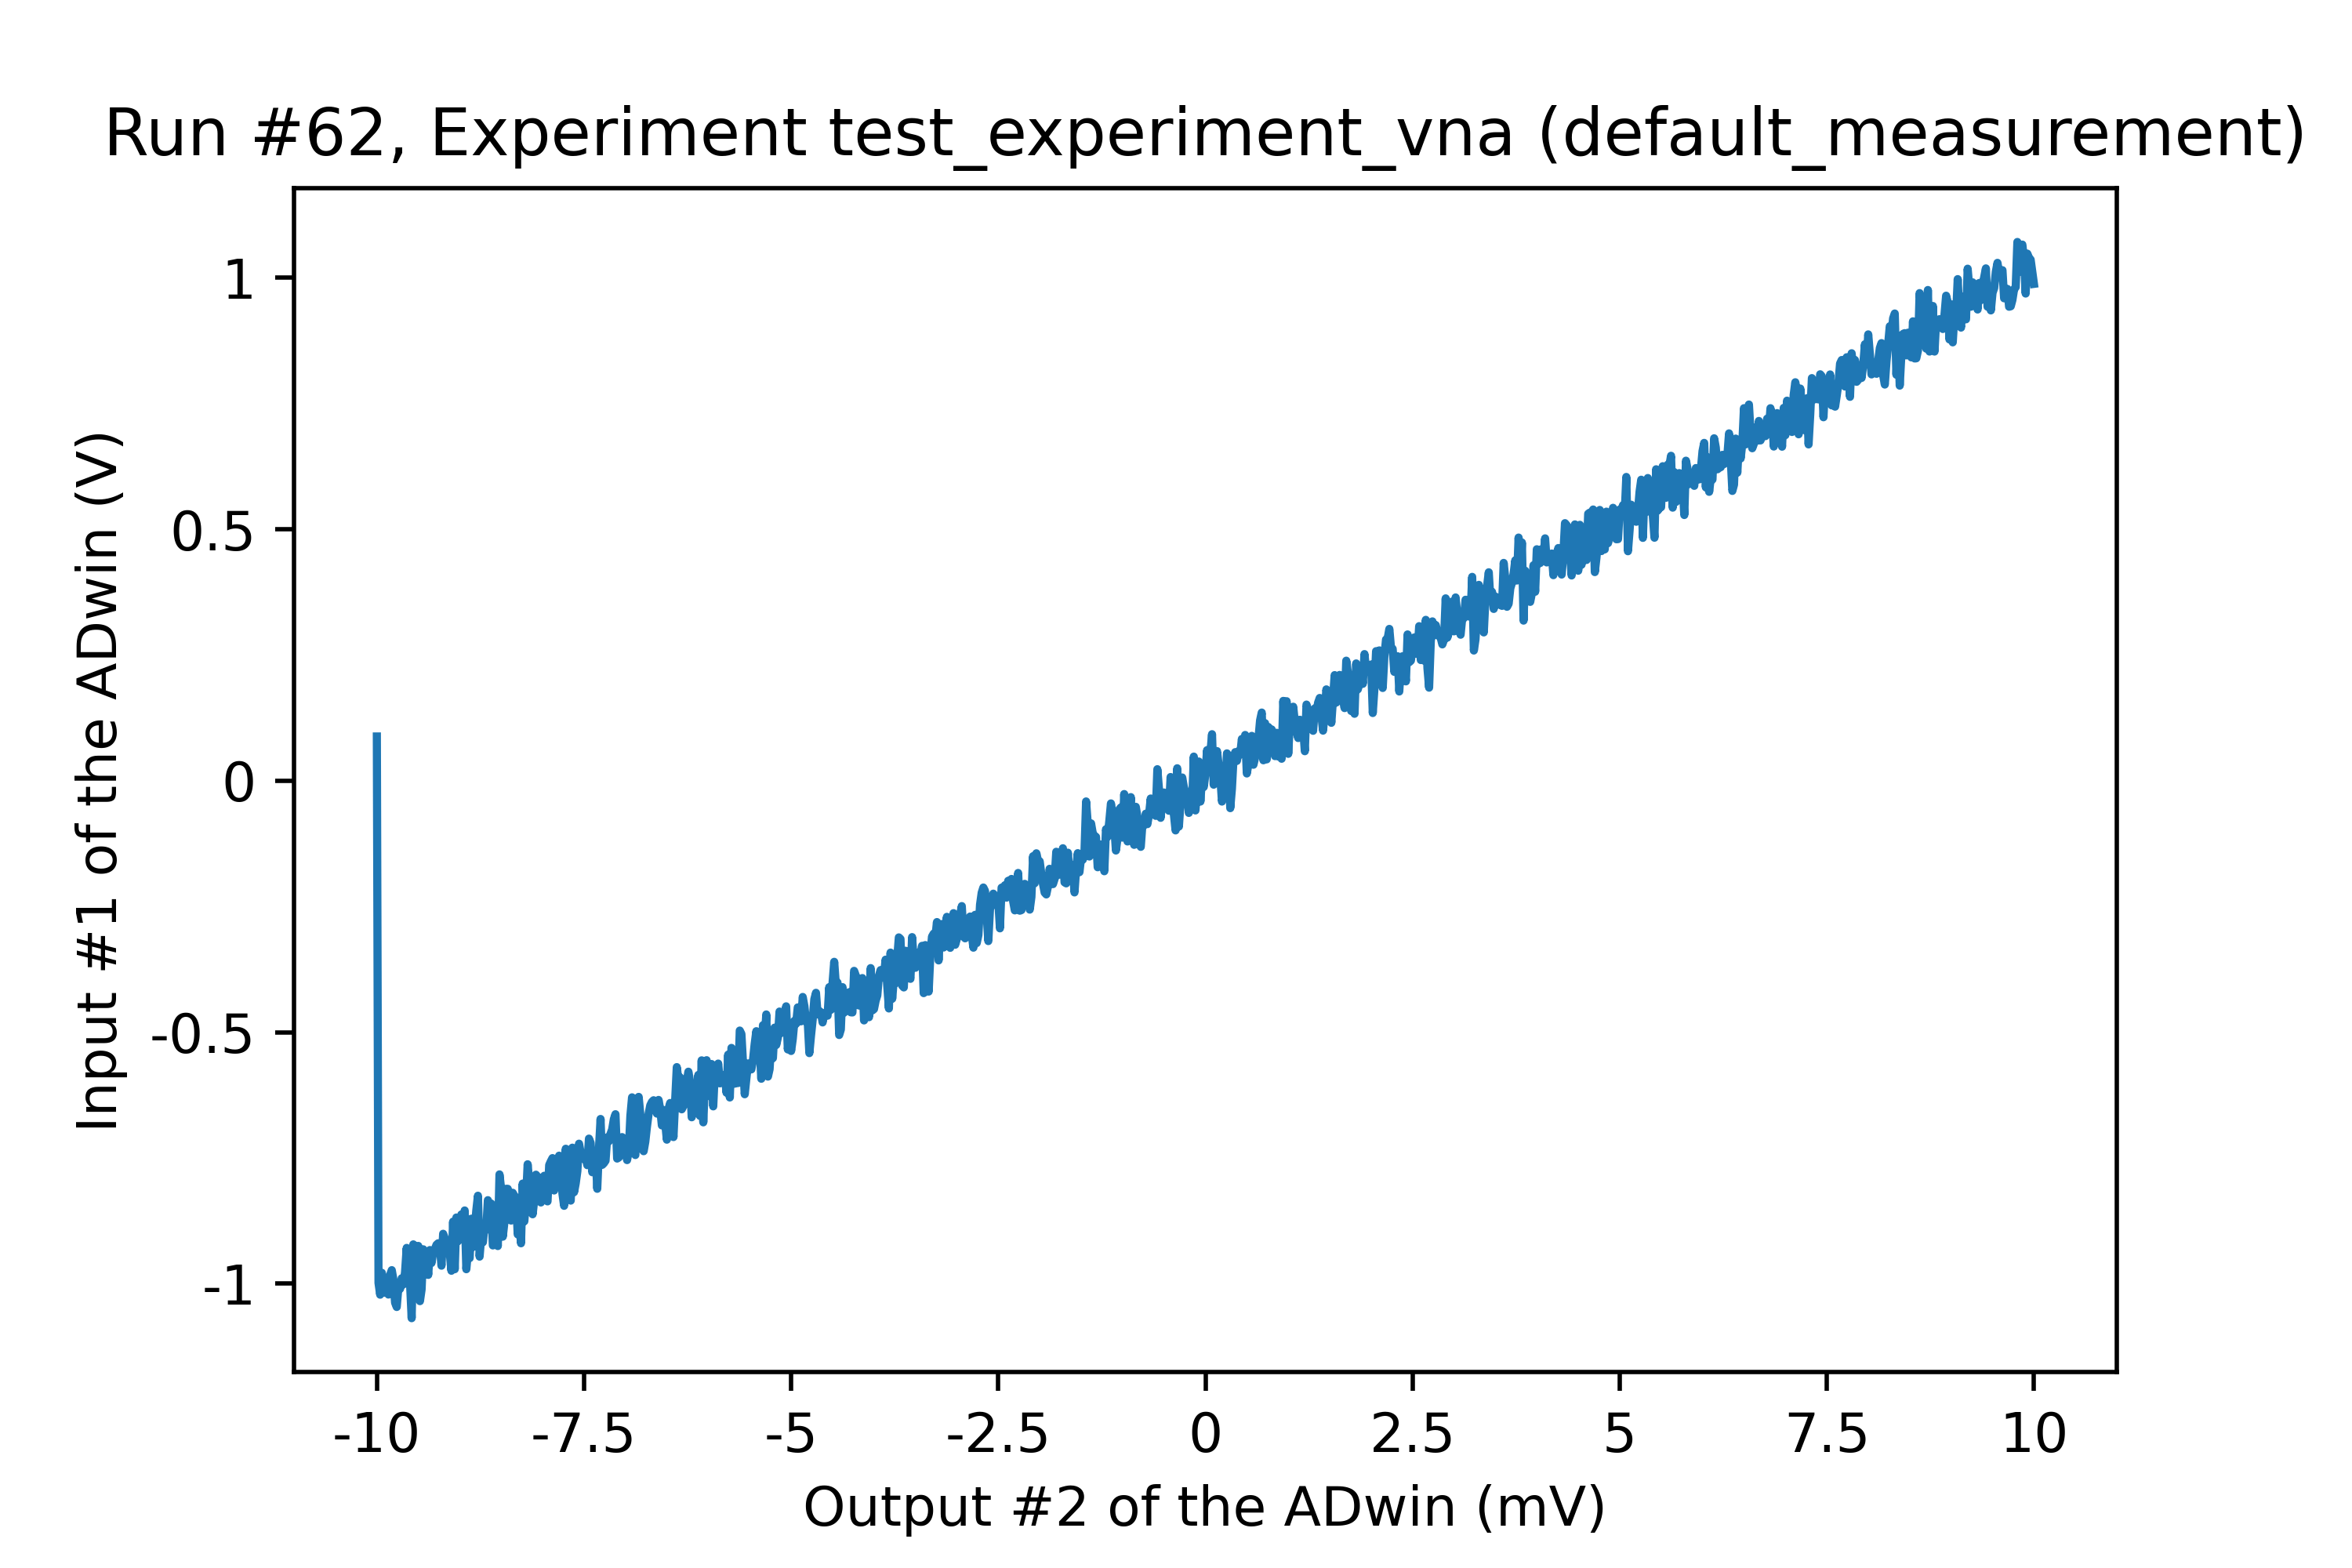 Run #62, Experiment test_experiment_vna (default_measurement)
Input #1 of the ADwin (V)
1
0.5
0
-0.5
-1
-10 -7.5 -5 -2.5 0 2.5 5 7.5 10
Output #2 of the ADwin (mV)